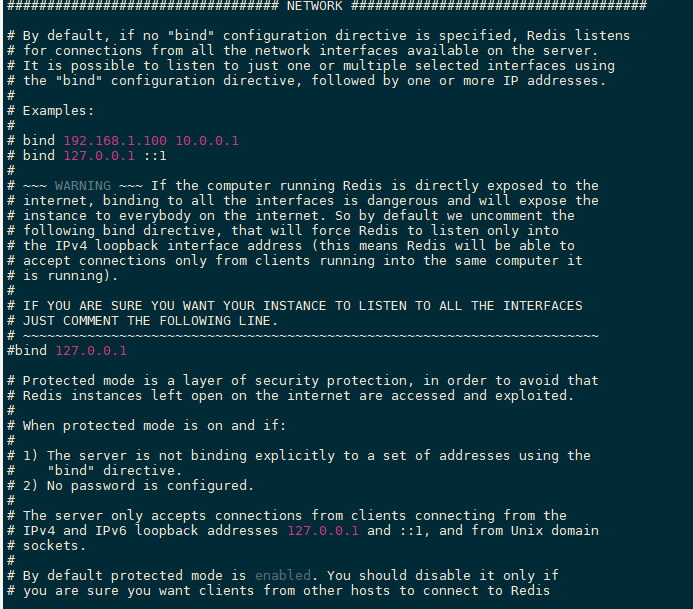 ################################## NETWORK #####################################

# By default, if no "bind" configuration directive is specified, Redis listens
# for connections from all the network interfaces available on the server.
# It is possible to listen to just one or multiple selected interfaces using
# the "bind" configuration directive, followed by one or more IP addresses.
#
# Examples:
#
# bind 192.168.1.100 10.0.0.1
# bind 127.0.0.1 ::1
#
# ~~~ WARNING ~~~ If the computer running Redis is directly exposed to the
# internet, binding to all the interfaces is dangerous and will expose the
# instance to everybody on the internet. So by default we uncomment the
# following bind directive, that will force Redis to listen only into
# the IPv4 loopback interface address (this means Redis will be able to
# accept connections only from clients running into the same computer it
# is running).
#
# IF YOU ARE SURE YOU WANT YOUR INSTANCE TO LISTEN TO ALL THE INTERFACES
# JUST COMMENT THE FOLLOWING LINE.
# ~~~~~~~~~~~~~~~~~~~~~~~~~~~~~~~~~~~~~~~~~~~~~~~~~~~~~~~~~~~~~~~~~~~~~~~~
#bind 127.0.0.1

# Protected mode is a layer of security protection, in order to avoid that
# Redis instances left open on the internet are accessed and exploited.
#
# When protected mode is on and if:
#
# 1) The server is not binding explicitly to a set of addresses using the
#    "bind" directive.
# 2) No password is configured.
#
# The server only accepts connections from clients connecting from the
# IPv4 and IPv6 loopback addresses 127.0.0.1 and ::1, and from Unix domain
# sockets.
#
# By default protected mode is enabled. You should disable it only if
# you are sure you want clients from other hosts to connect to Redis